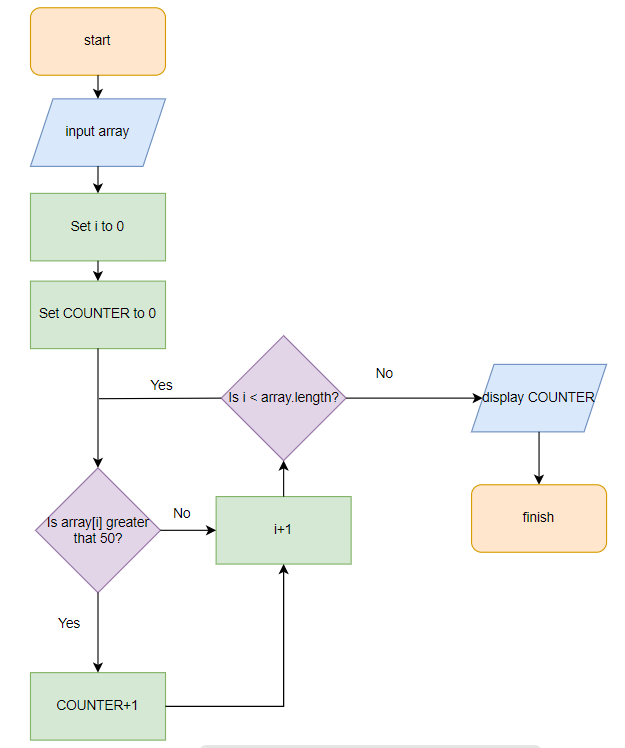 start
input array
Set i to 0
Set COUNTER to 0
Yes
Is i < array.length?
No
display COUNTER
Is array[i] greater
that 50?
No
i+1
finish
Yes
COUNTER+1